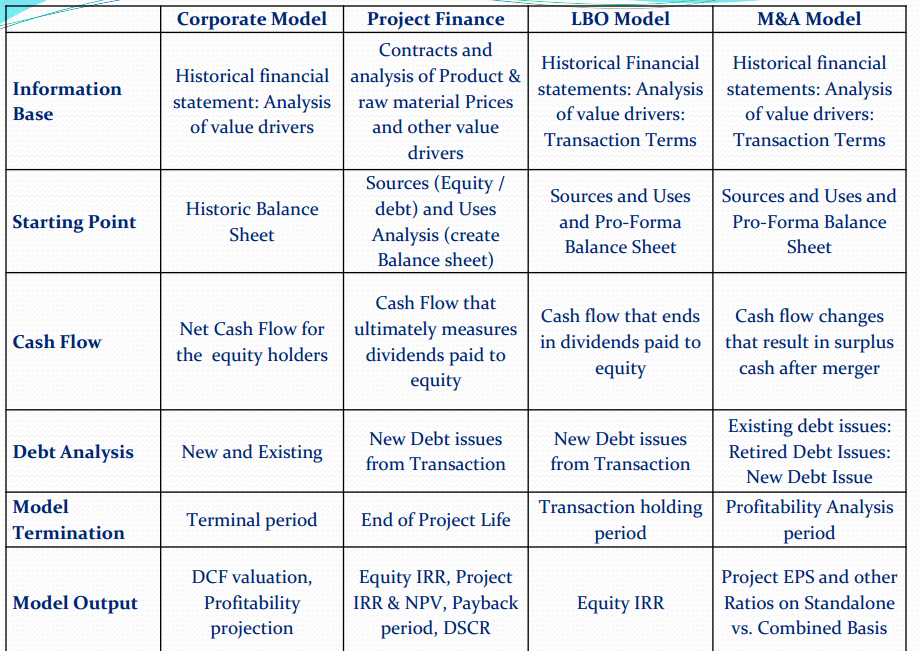 Corporate Model Project Finance LBO Model M&A Model
Information
Base
Historical financial
statement: Analysis
of value drivers
Contracts and
analysis of Product &
raw material Prices
and other value
drivers
Historical Financial
statements: Analysis
of value drivers:
Transaction Terms
Historical financial
statements: Analysis
of value drivers:
Transaction Terms
Starting Point
Historic Balance
Sheet
Sources (Equity /
debt) and Uses
Analysis (create
Balance sheet)
Sources and Uses
and Pro-Forma
Balance Sheet
Sources and Uses and
Pro-Forma Balance
Sheet
Cash Flow
Net Cash Flow for
the equity holders
Cash Flow that
ultimately measures
dividends paid to
equity
Cash flow that ends
in dividends paid to
equity
Cash flow changes
that result in surplus
cash after merger
Debt Analysis
New and Existing
New Debt issues
from Transaction
New Debt issues
from Transaction
Existing debt issues:
Retired Debt Issues:
New Debt Issue
Model
Termination
Terminal period
End of Project Life
Transaction holding
period
Profitability Analysis
period
Model Output
DCF valuation,
Profitability
projection
Equity IRR, Project
IRR & NPV, Payback
period, DSCR
Equity IRR
Project EPS and other
Ratios on Standalone
vs. Combined Basis